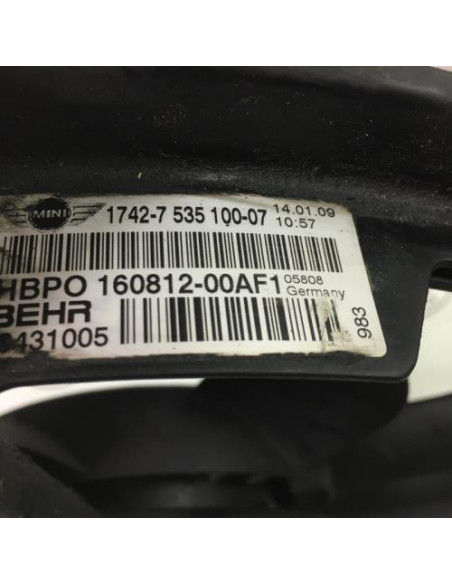 MINI 1742-7 535 100-07 14.01.09
10:57
HBPO 160812-00AF1 05808
Germany
BEHR
431005
983